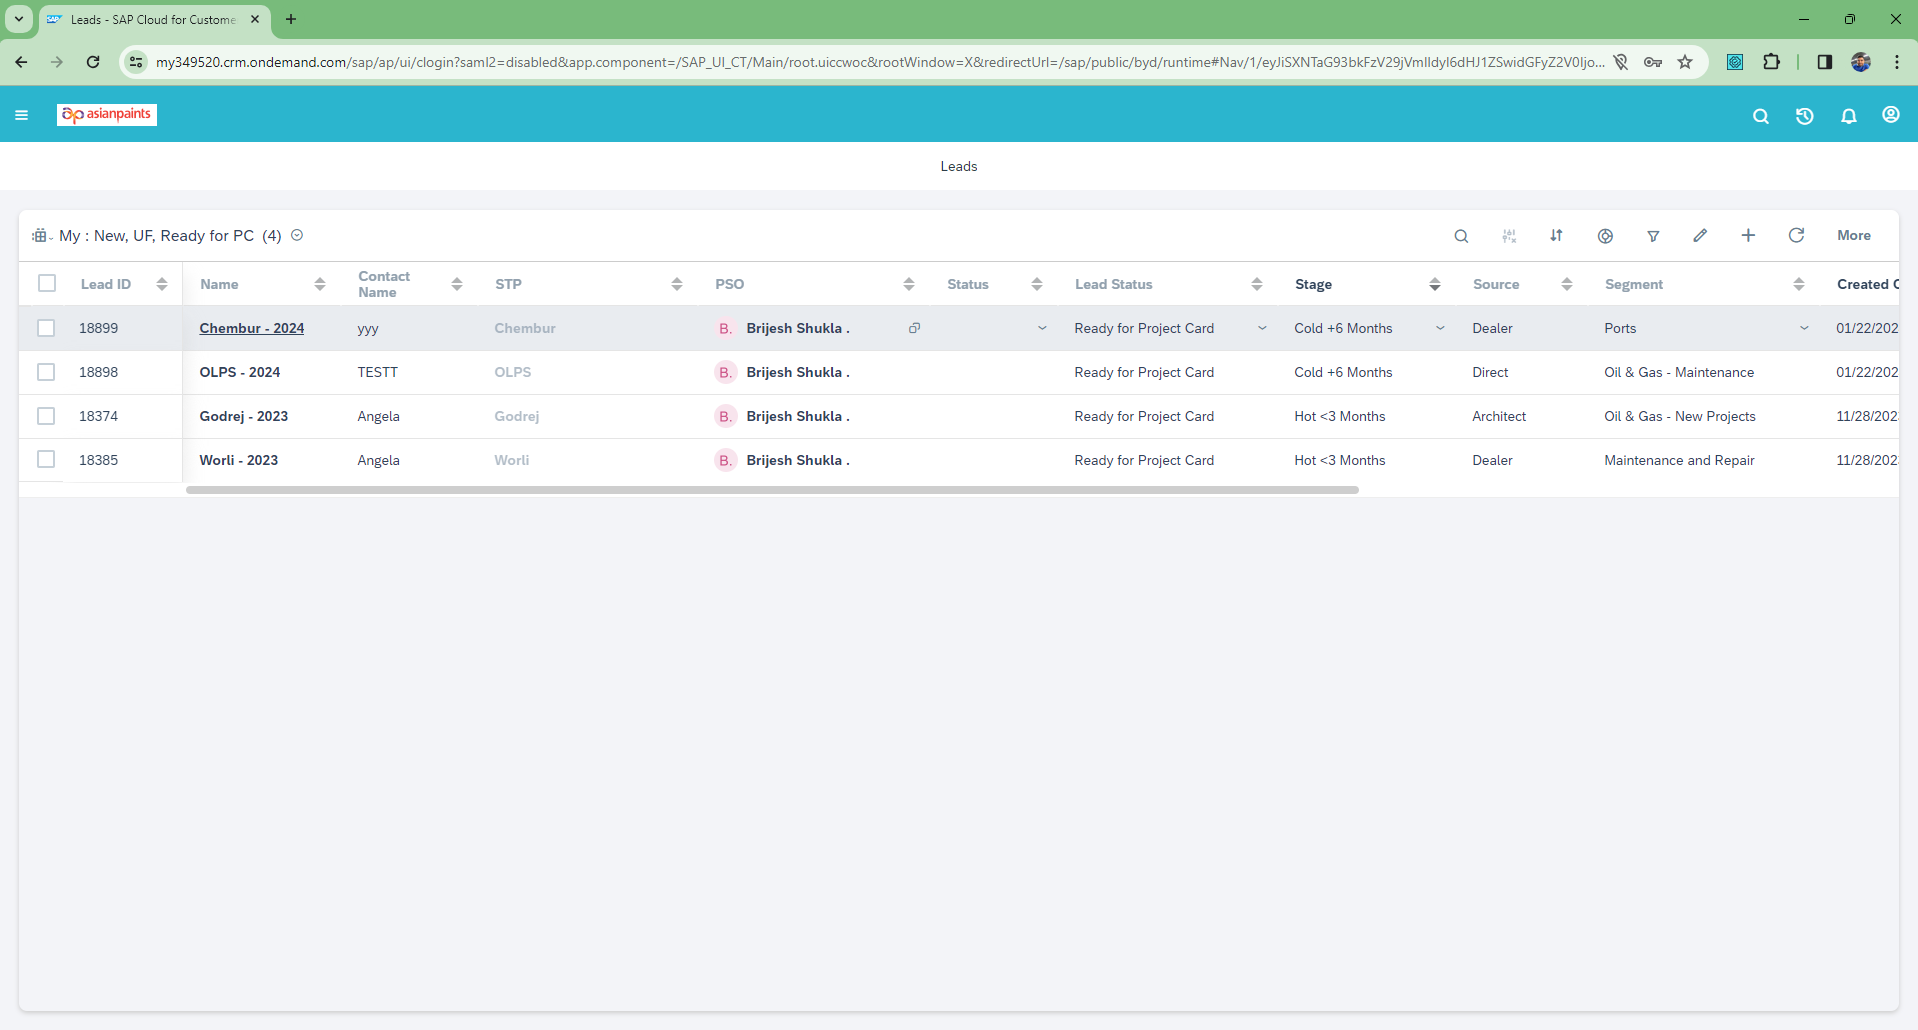 Leads - SAP Cloud for Custome
my349520.crm.ondemand.com/sap/ap/ui/clogin?saml2=disabled&app.component=/SAP_UI_CT/Main/root.uiccwoc&rootWindow=X&redirectUrl=/sap/public/byd/runtime#Nav/1/
asianpaints
Leads
My : New, UF, Ready for PC (4)
More
Lead ID Name Contact Name STP PSO Status Lead Status Stage Source Segment Created
18899 Chembur - 2024 yyy Chembur B. Brijesh Shukla . Ready for Project Card Cold +6 Months Dealer Ports 01/22/202
18898 OLPS - 2024 TESTT OLPS B. Brijesh Shukla . Ready for Project Card Cold +6 Months Direct Oil & Gas - Maintenance 01/22/202
18374 Godrej - 2023 Angela Godrej B. Brijesh Shukla . Ready for Project Card Hot <3 Months Architect Oil & Gas - New Projects 11/28/202
18385 Worli - 2023 Angela Worli B. Brijesh Shukla . Ready for Project Card Hot <3 Months Dealer Maintenance and Repair 11/28/202